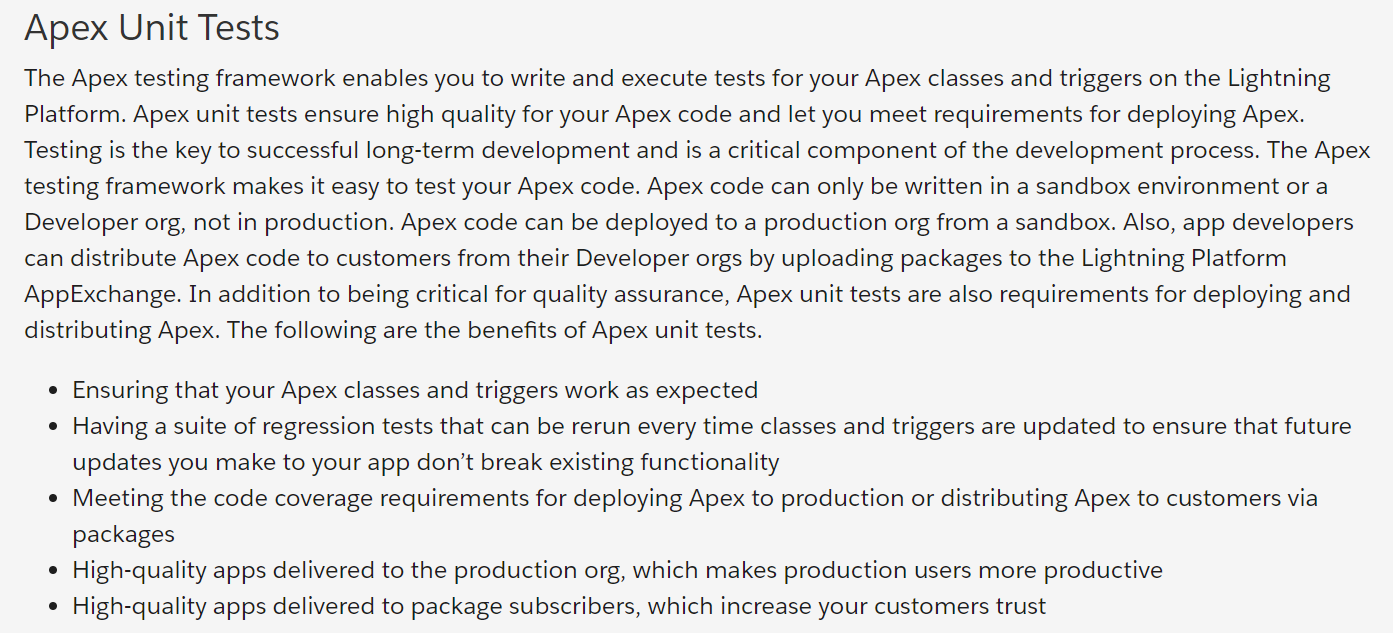 Apex Unit Tests
The Apex testing framework enables you to write and execute tests for your Apex classes and triggers on the Lightning
Platform. Apex unit tests ensure high quality for your Apex code and let you meet requirements for deploying Apex.
Testing is the key to successful long-term development and is a critical component of the development process. The Apex
testing framework makes it easy to test your Apex code. Apex code can only be written in a sandbox environment or a
Developer org, not in production. Apex code can be deployed to a production org from a sandbox. Also, app developers
can distribute Apex code to customers from their Developer orgs by uploading packages to the Lightning Platform
AppExchange. In addition to being critical for quality assurance, Apex unit tests are also requirements for deploying and
distributing Apex. The following are the benefits of Apex unit tests.
• Ensuring that your Apex classes and triggers work as expected
• Having a suite of regression tests that can be rerun every time classes and triggers are updated to ensure that future
updates you make to your app don’t break existing functionality
• Meeting the code coverage requirements for deploying Apex to production or distributing Apex to customers via
packages
• High-quality apps delivered to the production org, which makes production users more productive
• High-quality apps delivered to package subscribers, which increase your customers trust